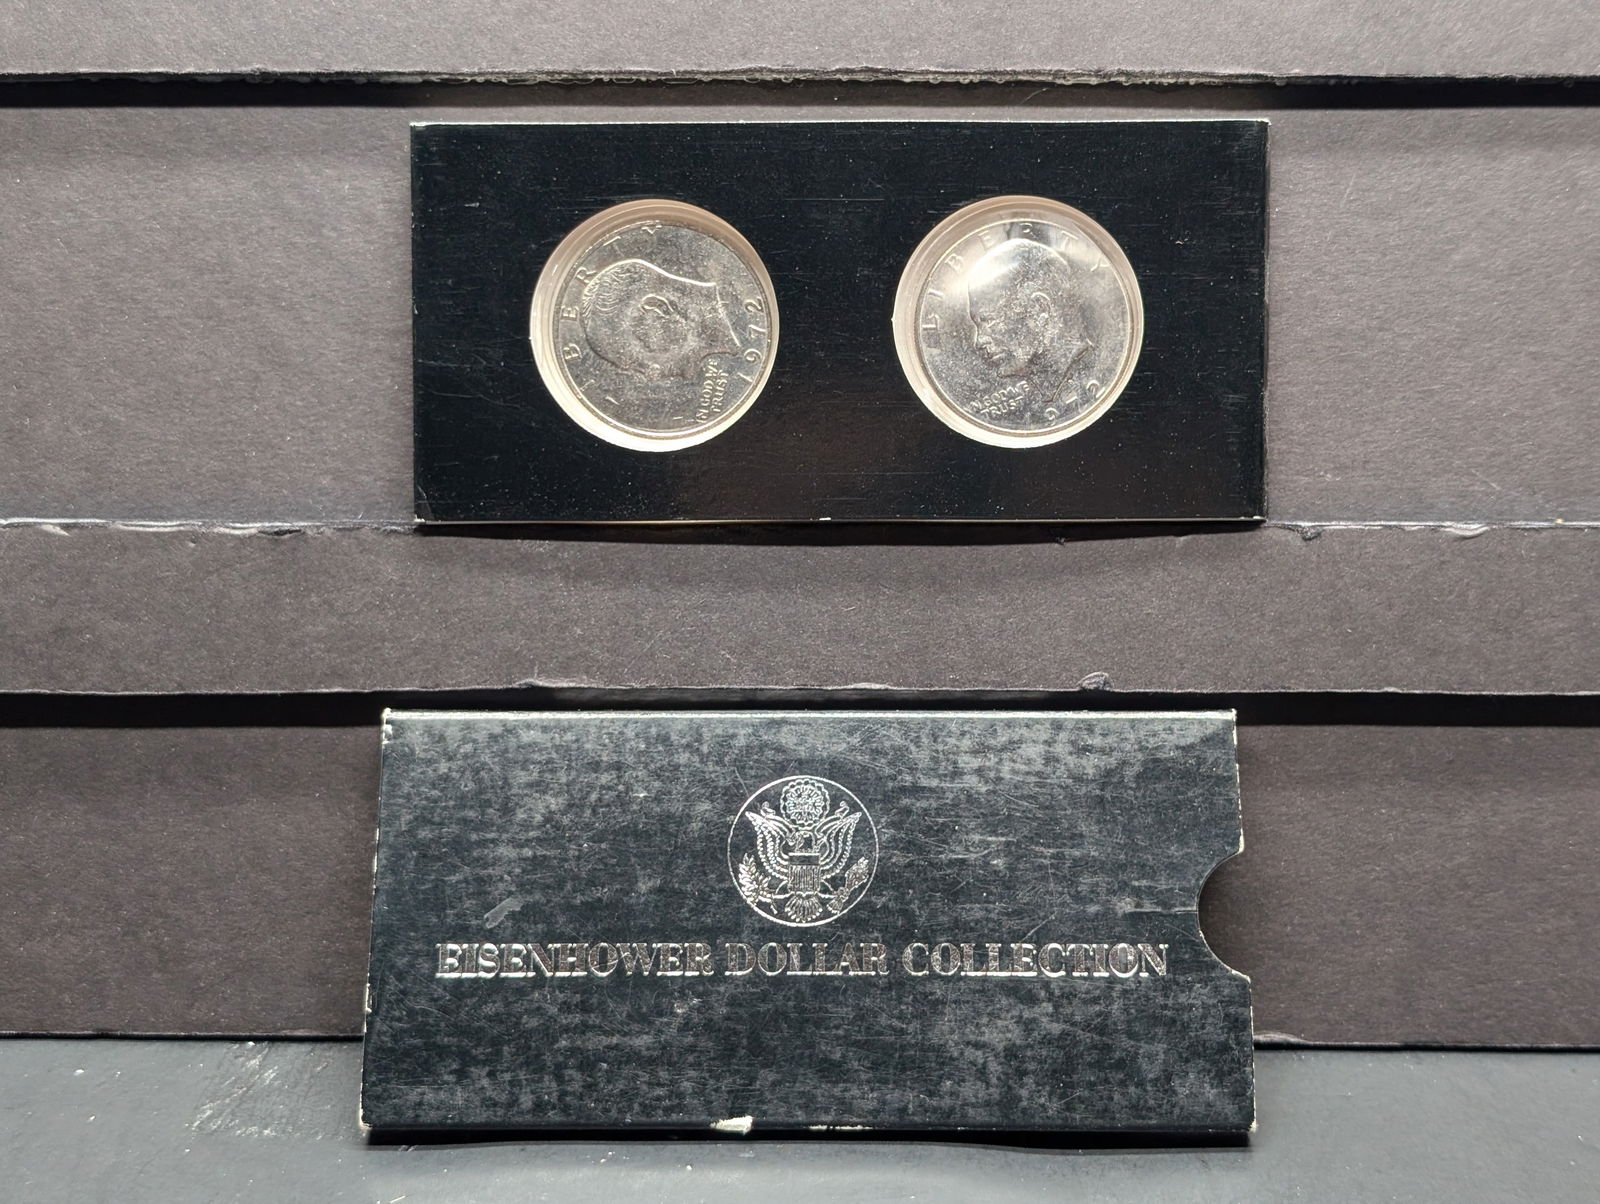 LIBERTY
IN GOD WE
TRUST
1972
LIBERTY
IN GOD WE
TRUST
1972
EISENHOWER DOLLAR COLLECTION